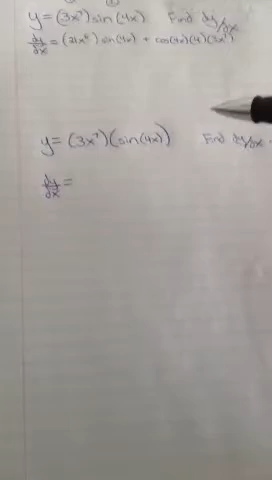 y = (3x⁷) sin(4x) Find dy/dx
dy/dx = (21x⁶) sin(4x) + cos(4x)(4)(3x⁷)
y = (3x⁷)(sin(4x)) Find dy/dx.
dy/dx =